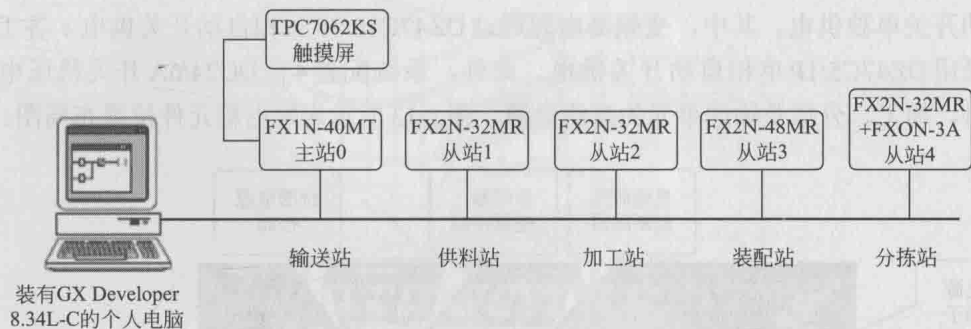 TPC7062KS
触摸屏
FX1N-40MT
主站0
FX2N-32MR
从站1
FX2N-32MR
从站2
FX2N-48MR
从站3
FX2N-32MR
+FXON-3A
从站4
输送站
供料站
加工站
装配站
分拣站
装有GX Developer
8.34L-C的个人电脑